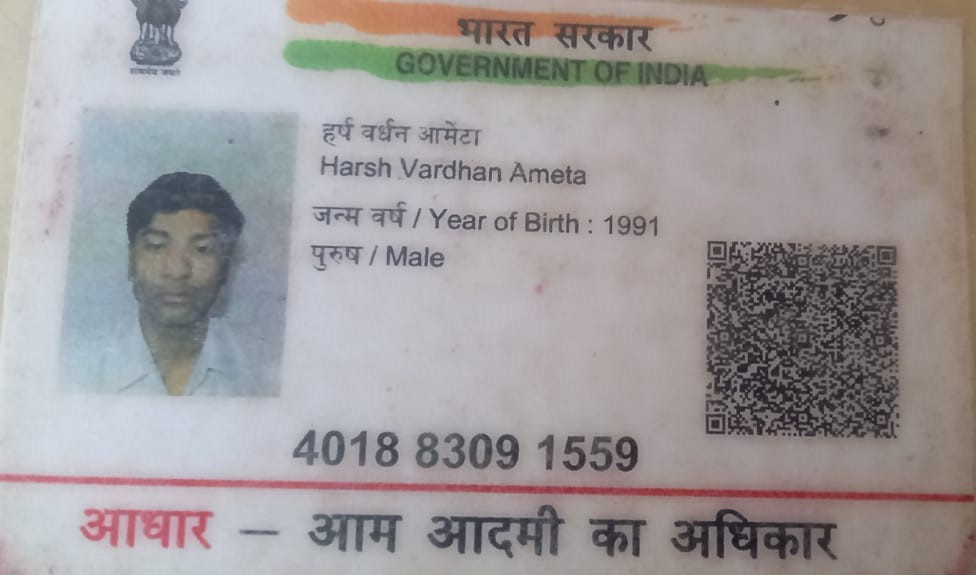 भारत सरकार
GOVERNMENT OF INDIA
सत्यमेव जयते
हर्ष वर्धन आमेटा
Harsh Vardhan Ameta
जन्म वर्ष / Year of Birth : 1991
पुरुष / Male
4018 8309 1559
आधार – आम आदमी का अधिकार